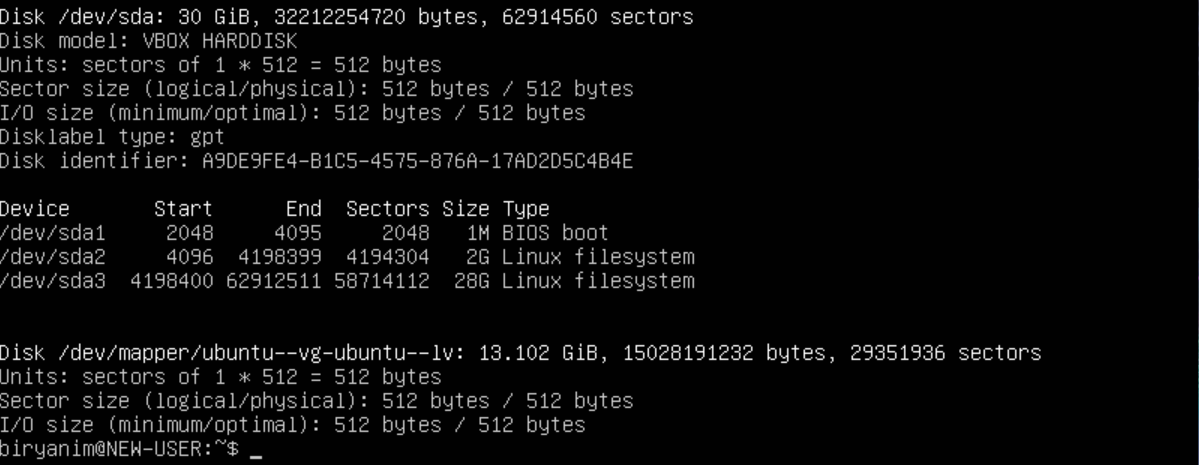 Disk /dev/sda: 30 GiB, 32212254720 bytes, 62914560 sectors
Disk model: VBOX HARDDISK
Units: sectors of 1 * 512 = 512 bytes
Sector size (logical/physical): 512 bytes / 512 bytes
I/O size (minimum/optimal): 512 bytes / 512 bytes
Disklabel type: gpt
Disk identifier: A9DE9FE4-B1C5-4575-876A-17AD2D5C4B4E
Device Start End Sectors Size Type
/dev/sda1 2048 4095 2048 1M BIOS boot
/dev/sda2 4096 4198399 4194304 2G Linux filesystem
/dev/sda3 4198400 62912511 58714112 28G Linux filesystem
Disk /dev/mapper/ubuntu--vg-ubuntu--lv: 13.102 GiB, 15028191232 bytes, 29351936 sectors
Units: sectors of 1 * 512 = 512 bytes
Sector size (logical/physical): 512 bytes / 512 bytes
I/O size (minimum/optimal): 512 bytes / 512 bytes
biryanim@NEW-USER:~$ _